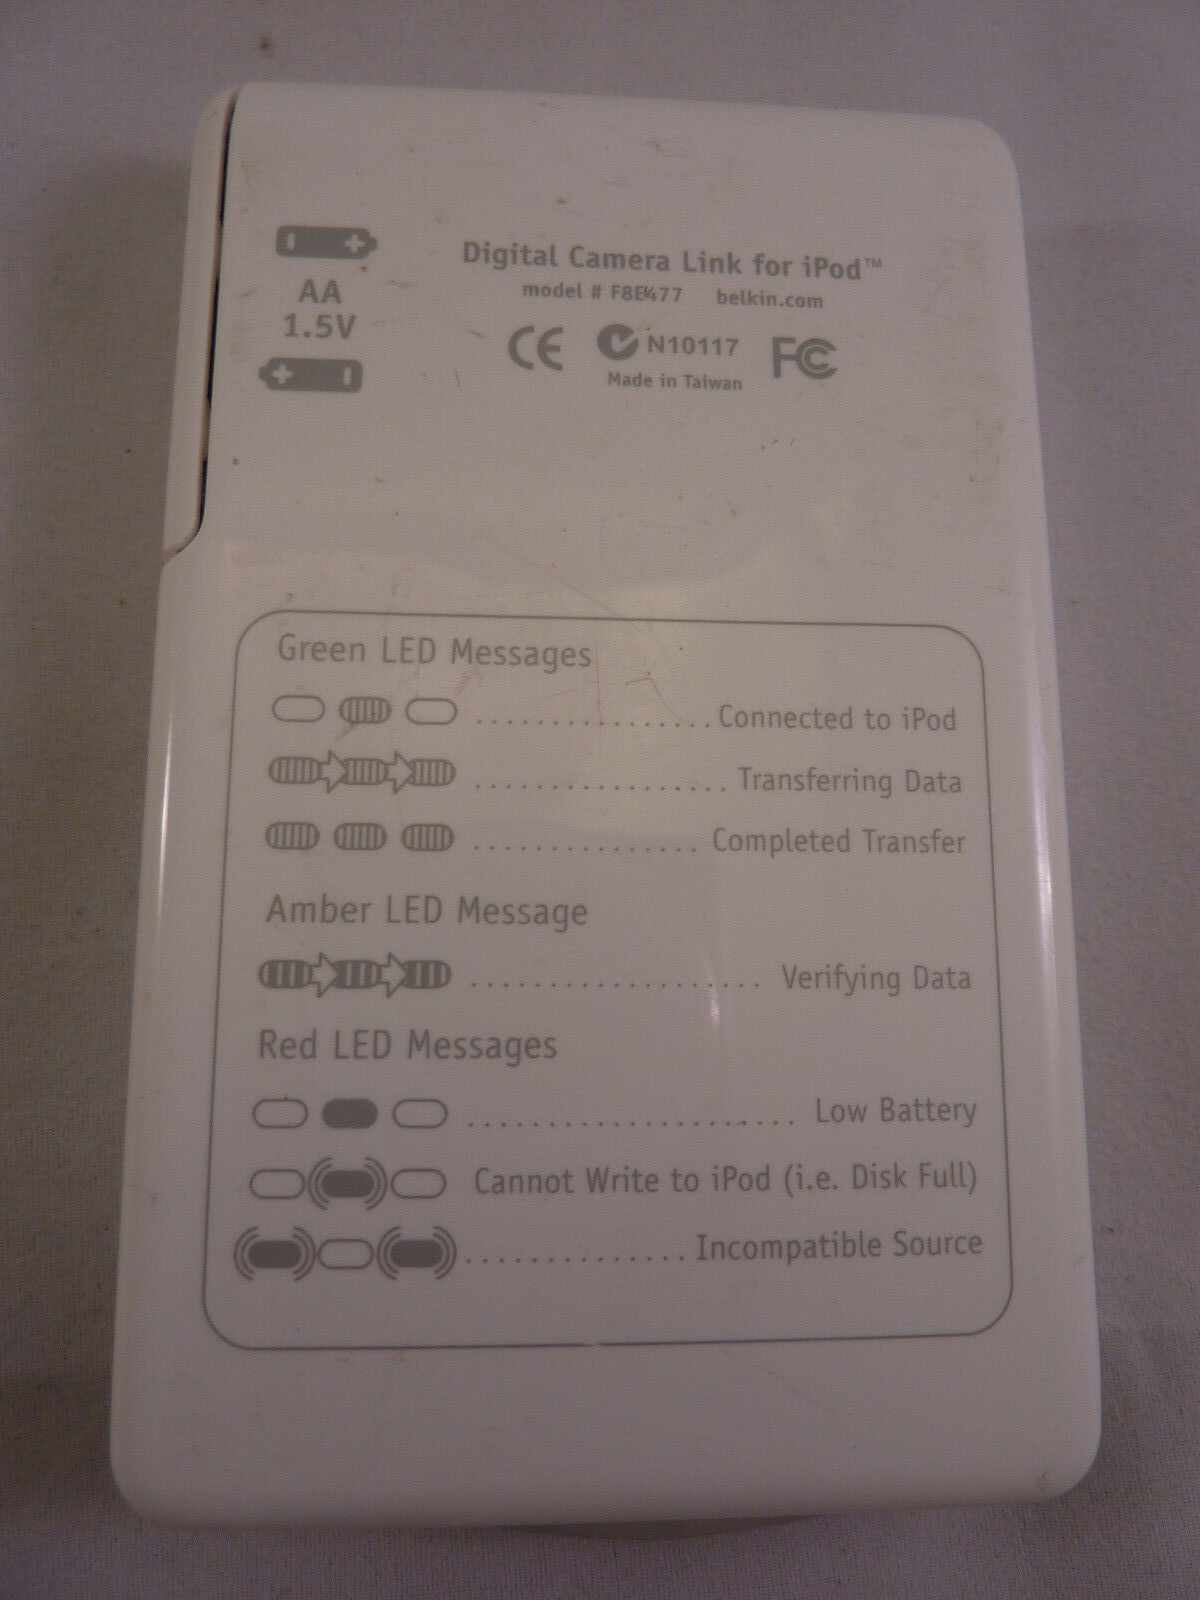 Digital Camera Link for iPod™
model # F8E477 belkin.com
AA
1.5V
CE N10117 FC
Made in Taiwan
Green LED Messages
................Connected to iPod
.................Transferring Data
...............Completed Transfer
Amber LED Message
...................Verifying Data
Red LED Messages
.....................Low Battery
Cannot Write to iPod (i.e. Disk Full)
..............Incompatible Source